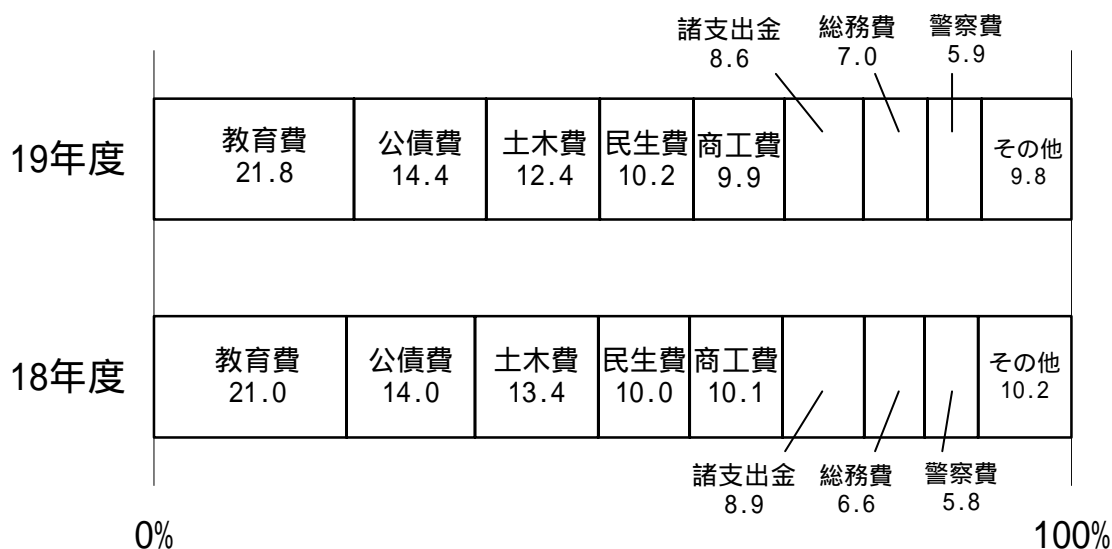 諸支出金 総務費 警察費
8.6 7.0 5.9
19年度
教育費 公債費 土木費 民生費 商工費 その他
21.8 14.4 12.4 10.2 9.9 9.8
18年度
教育費 公債費 土木費 民生費 商工費 その他
21.0 14.0 13.4 10.0 10.1 10.2
諸支出金 総務費 警察費
8.9 6.6 5.8
0% 100%